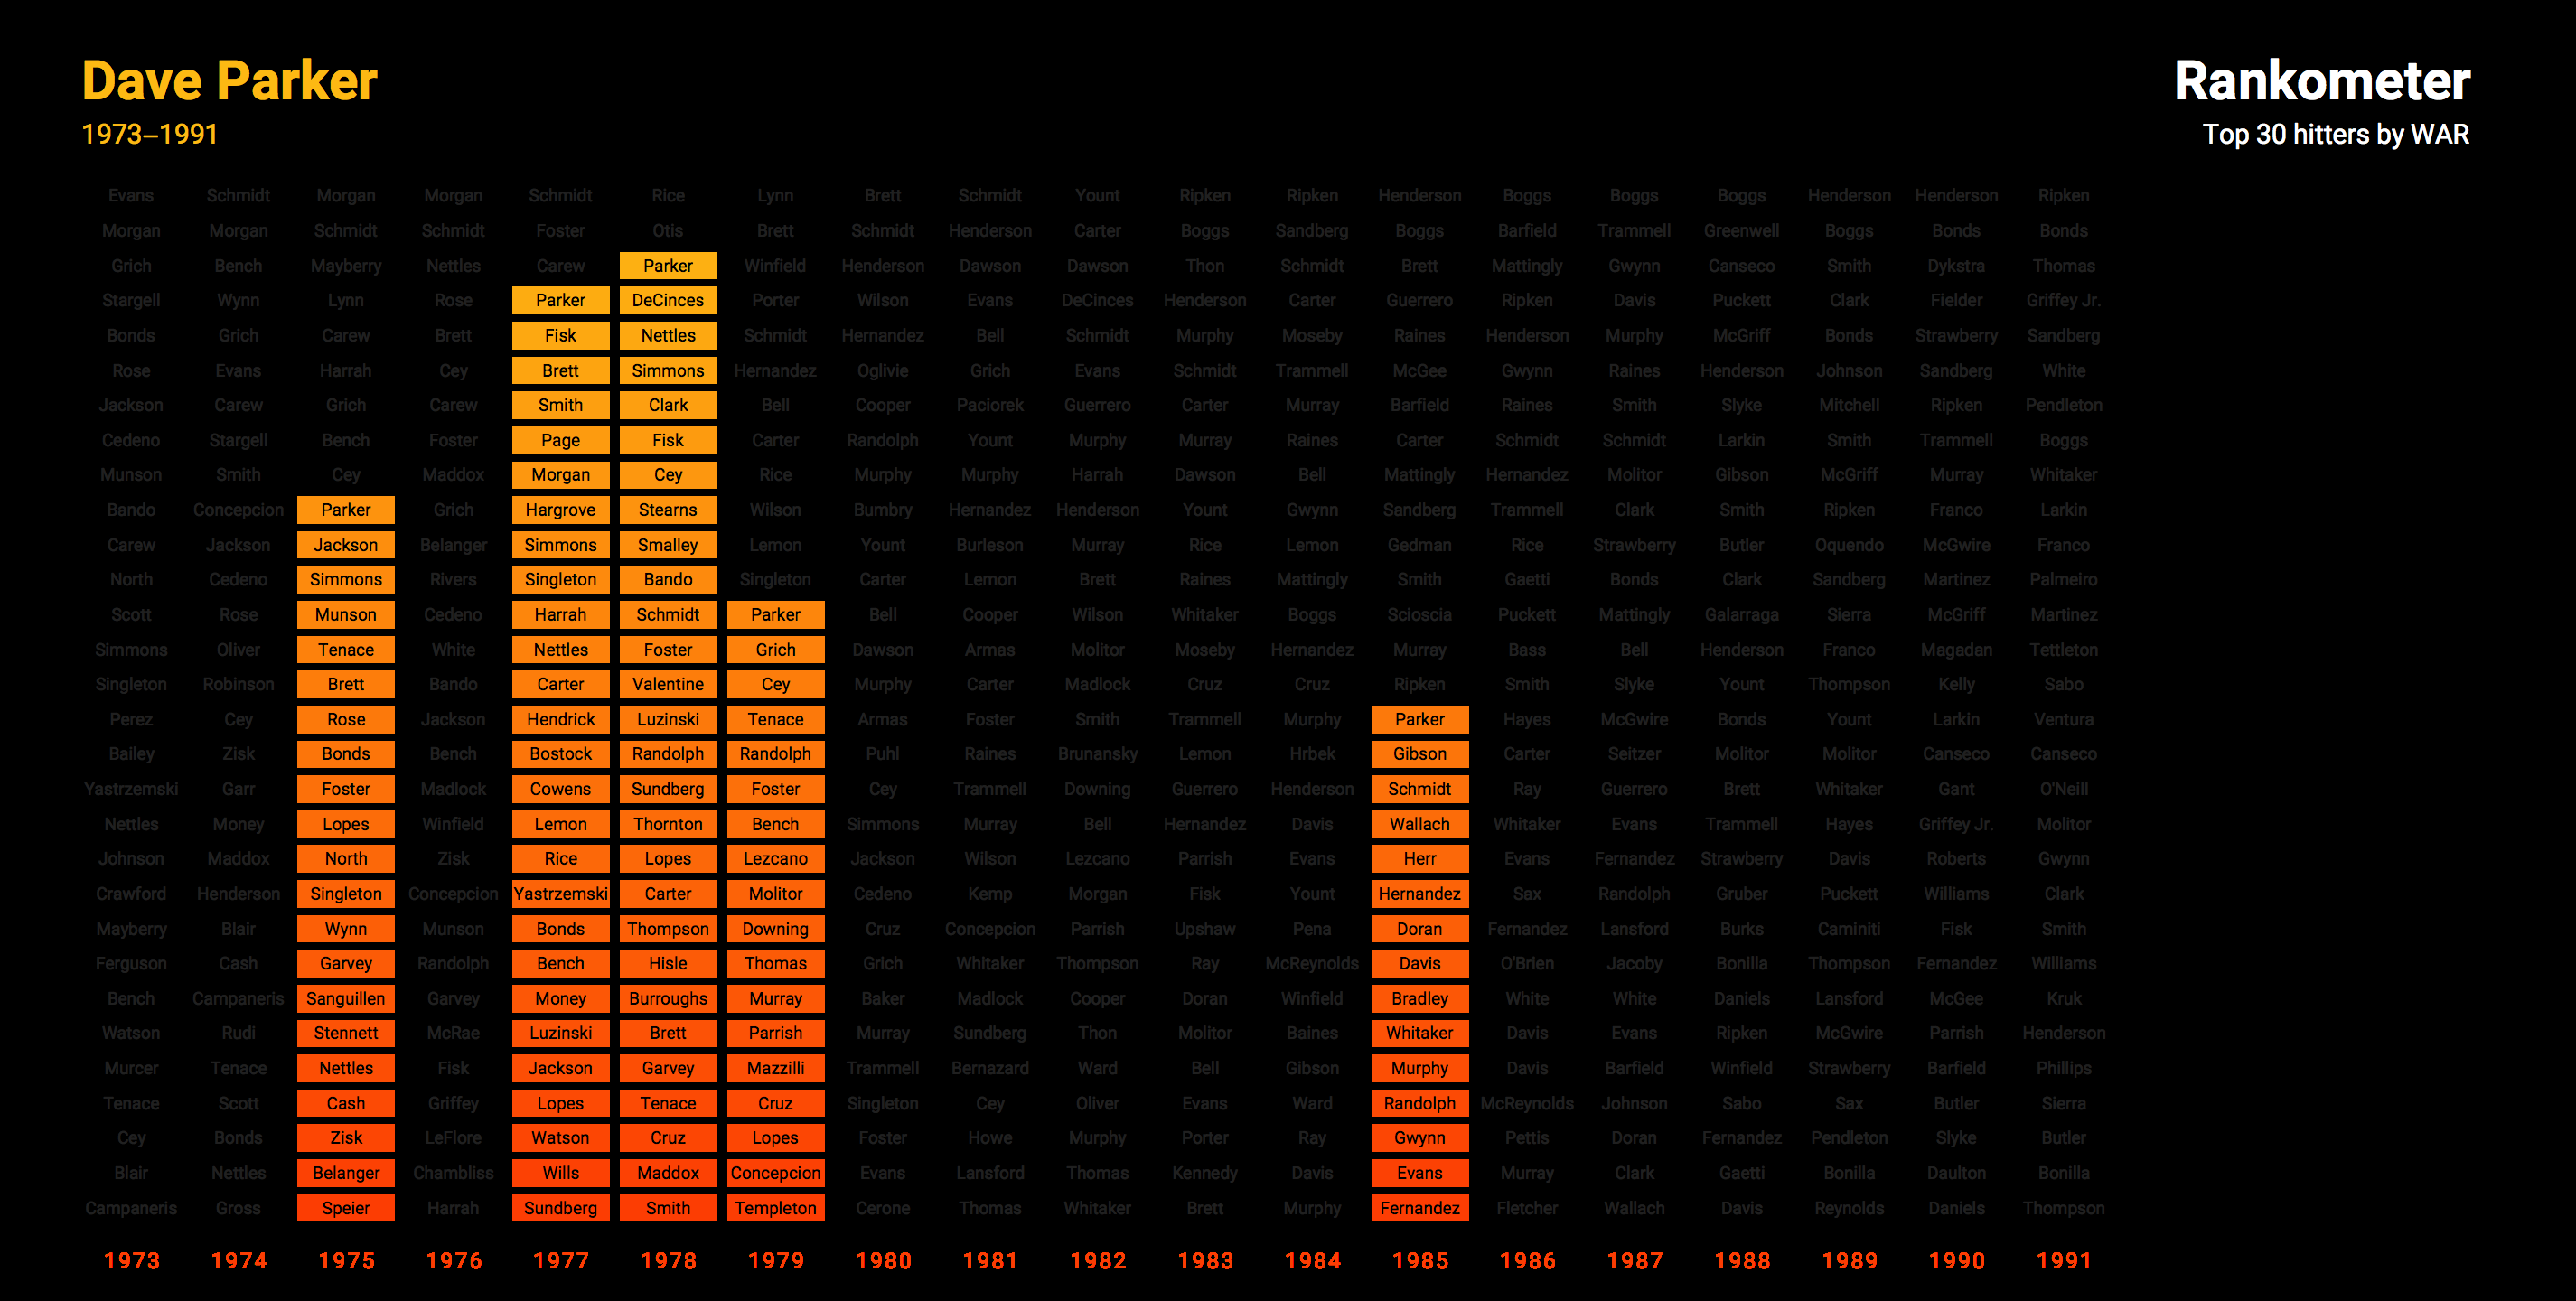 Dave Parker
1973–1991
Rankometer
Top 30 hitters by WAR
Evans Schmidt Morgan Morgan Schmidt Rice Lynn Brett Schmidt Yount Ripken Ripken Henderson Boggs Boggs Boggs Henderson Henderson Ripken
Morgan Morgan Schmidt Schmidt Foster Otis Brett Schmidt Henderson Carter Boggs Sandberg Boggs Barfield Trammell Greenwell Boggs Bonds Bonds
Grich Bench Mayberry Nettles Carew Parker Winfield Henderson Dawson Dawson Thon Schmidt Brett Mattingly Gwynn Canseco Smith Dykstra Thomas
Stargell Wynn Lynn Rose Parker DeCinces Porter Wilson Evans DeCinces Henderson Carter Guerrero Ripken Davis Puckett Clark Fielder Griffey Jr.
Bonds Grich Carew Brett Fisk Nettles Schmidt Hernandez Bell Schmidt Murphy Moseby Raines Henderson Murphy McGriff Bonds Strawberry Sandberg
Rose Evans Harrah Cey Brett Simmons Hernandez Oglivie Grich Evans Schmidt Trammell McGee Gwynn Raines Henderson Johnson Sandberg White
Jackson Carew Grich Carew Smith Clark Bell Cooper Paciorek Guerrero Carter Murray Barfield Raines Smith Slyke Mitchell Ripken Pendleton
Cedeno Stargell Bench Foster Page Fisk Carter Randolph Yount Murphy Murray Raines Carter Schmidt Schmidt Larkin Smith Trammell Boggs
Munson Smith Cey Maddox Morgan Cey Rice Murphy Murphy Harrah Dawson Bell Mattingly Hernandez Molitor Gibson McGriff Murray Whitaker
Bando Concepcion Parker Grich Hargrove Stearns Wilson Bumbry Hernandez Henderson Yount Gwynn Sandberg Trammell Clark Smith Ripken Franco Larkin
Carew Jackson Jackson Belanger Simmons Smalley Lemon Yount Burleson Murray Rice Lemon Gedman Rice Strawberry Butler Oquendo McGwire Franco
North Cedeno Simmons Rivers Singleton Bando Singleton Carter Lemon Brett Raines Mattingly Smith Gaetti Bonds Clark Sandberg Martinez Palmeiro
Scott Rose Munson Cedeno Harrah Schmidt Parker Bell Cooper Wilson Whitaker Boggs Scioscia Puckett Mattingly Galarraga Sierra McGriff Martinez
Simmons Oliver Tenace White Nettles Foster Grich Dawson Armas Molitor Moseby Hernandez Murray Bass Bell Henderson Franco Magadan Tettleton
Singleton Robinson Brett Bando Carter Valentine Cey Murphy Carter Madlock Cruz Cruz Ripken Smith Slyke Yount Thompson Kelly Sabo
Perez Cey Rose Jackson Hendrick Luzinski Tenace Armas Foster Smith Trammell Murphy Parker Hayes McGwire Bonds Yount Larkin Ventura
Bailey Zisk Bonds Bench Bostock Randolph Randolph Puhl Raines Brunansky Lemon Hrbek Gibson Carter Seitzer Molitor Molitor Canseco Canseco
Yastrzemski Garr Foster Madlock Cowens Sundberg Foster Cey Trammell Downing Guerrero Henderson Schmidt Ray Guerrero Brett Whitaker Gant O'Neill
Nettles Money Lopes Winfield Lemon Thornton Bench Simmons Murray Bell Hernandez Davis Wallach Whitaker Evans Trammell Hayes Griffey Jr. Molitor
Johnson Maddox North Zisk Rice Lopes Lezcano Jackson Wilson Lezcano Parrish Evans Herr Evans Fernandez Strawberry Davis Roberts Gwynn
Crawford Henderson Singleton Concepcion Yastrzemski Carter Molitor Cedeno Kemp Morgan Fisk Yount Hernandez Sax Randolph Gruber Puckett Williams Clark
Mayberry Blair Wynn Munson Bonds Thompson Downing Cruz Concepcion Parrish Upshaw Pena Doran Fernandez Lansford Burks Caminiti Fisk Smith
Ferguson Cash Garvey Randolph Bench Hisle Thomas Grich Whitaker Thompson Ray McReynolds Davis O'Brien Jacoby Bonilla Thompson Fernandez Williams
Bench Campaneris Sanguillen Garvey Money Burroughs Murray Baker Madlock Cooper Doran Winfield Bradley White White Daniels Lansford McGee Kruk
Watson Rudi Stennett McRae Luzinski Brett Parrish Murray Sundberg Thon Molitor Baines Whitaker Davis Evans Ripken McGwire Parrish Henderson
Murcer Tenace Nettles Fisk Jackson Garvey Mazzilli Trammell Bernazard Ward Bell Gibson Murphy Davis Barfield Winfield Strawberry Barfield Phillips
Tenace Scott Cash Griffey Lopes Tenace Cruz Singleton Cey Oliver Evans Ward Randolph McReynolds Johnson Sabo Sax Butler Sierra
Cey Bonds Zisk LeFlore Watson Cruz Lopes Foster Howe Murphy Porter Ray Gwynn Pettis Doran Fernandez Pendleton Slyke Butler
Blair Nettles Belanger Chambliss Wills Maddox Concepcion Evans Lansford Thomas Kennedy Davis Evans Murray Clark Gaetti Bonilla Daulton Bonilla
Campaneris Gross Speier Harrah Sundberg Smith Templeton Cerone Thomas Whitaker Brett Murphy Fernandez Fletcher Wallach Davis Reynolds Daniels Thompson
1973 1974 1975 1976 1977 1978 1979 1980 1981 1982 1983 1984 1985 1986 1987 1988 1989 1990 1991